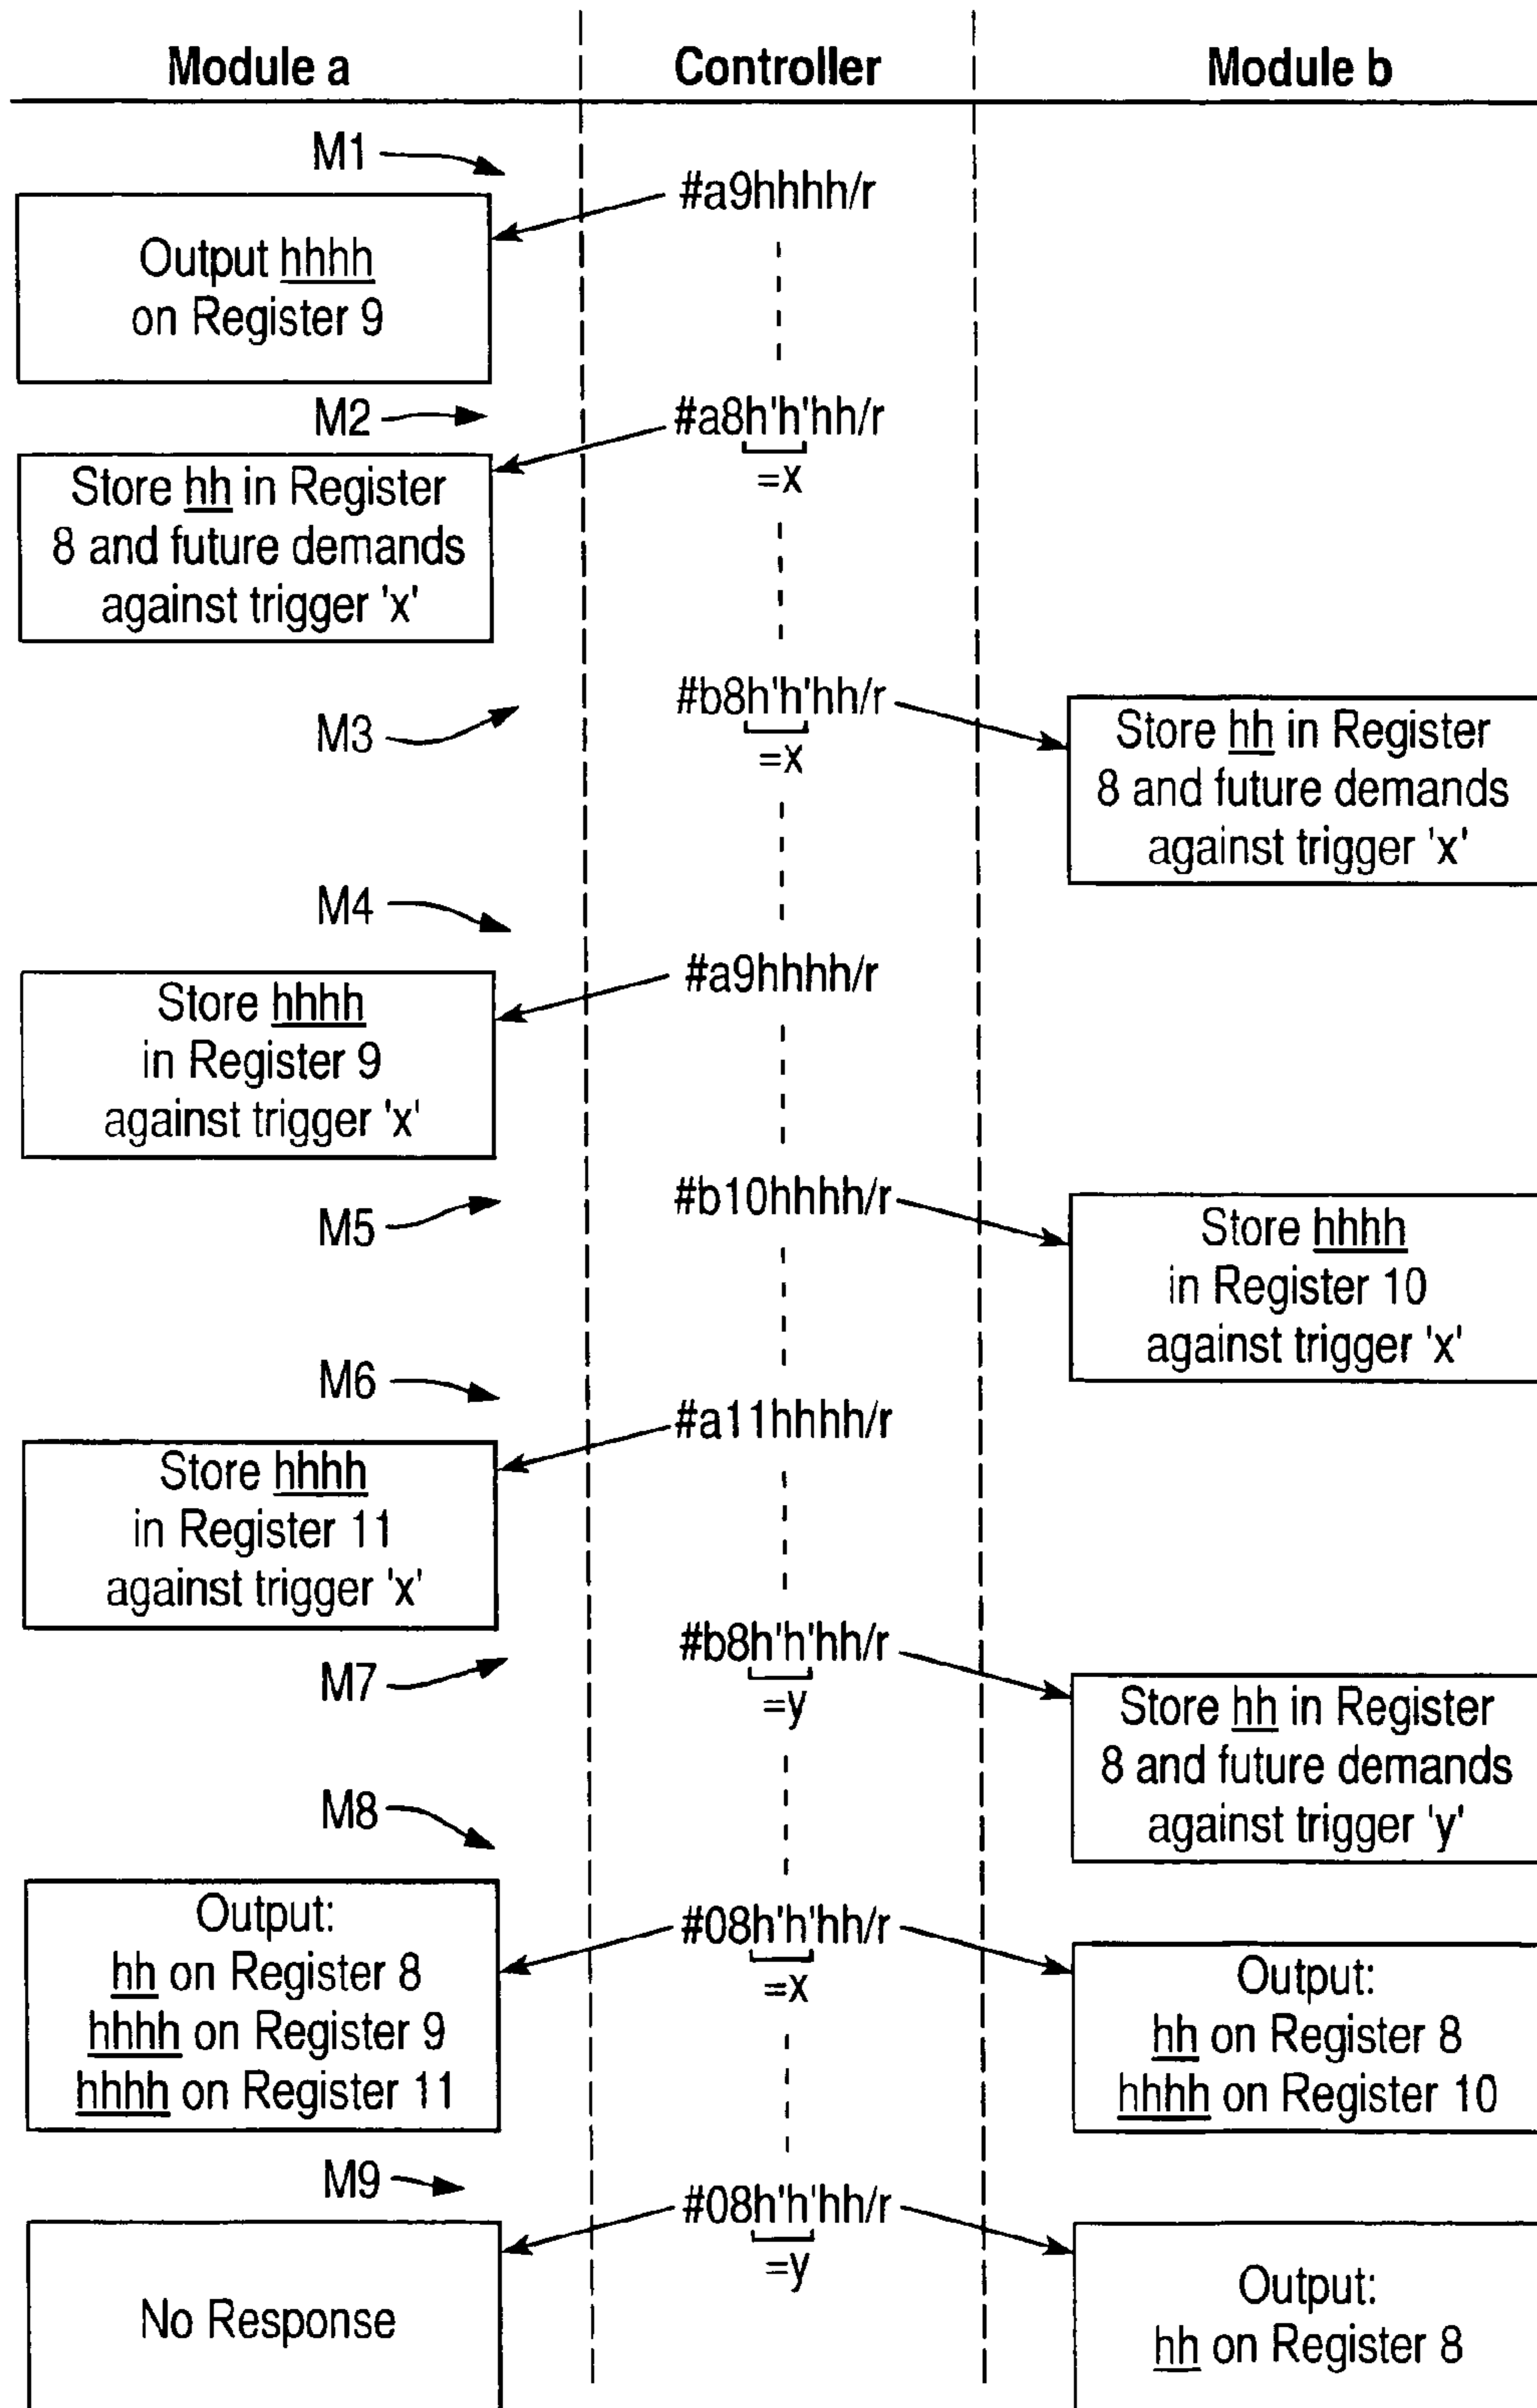 Module a
Controller
Module b
M1
#a9hhhh/r
Output hhhh
on Register 9
M2
#a8h'h'hh/r
=x
Store hh in Register
8 and future demands
against trigger 'x'
M3
#b8h'h'hh/r
=x
Store hh in Register
8 and future demands
against trigger 'x'
M4
#a9hhhh/r
Store hhhh
in Register 9
against trigger 'x'
M5
#b10hhhh/r
Store hhhh
in Register 10
against trigger 'x'
M6
#a11hhhh/r
Store hhhh
in Register 11
against trigger 'x'
M7
#b8h'h'hh/r
=y
Store hh in Register
8 and future demands
against trigger 'y'
M8
#08h'h'hh/r
=x
Output:
hh on Register 8
hhhh on Register 9
hhhh on Register 11
Output:
hh on Register 8
hhhh on Register 10
M9
#08h'h'hh/r
=y
No Response
Output:
hh on Register 8